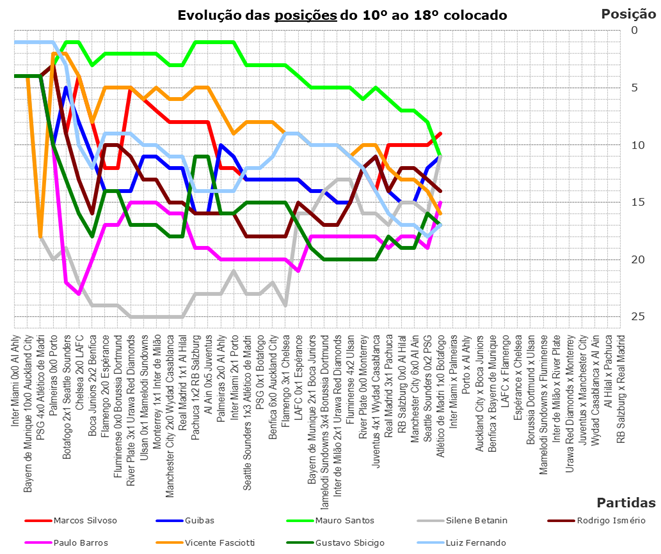 Evolução das posições do 10º ao 18º colocado
Posição
0
5
10
15
20
25
Inter Miami 0x0 Al Ahly
Bayern de Munique 10x0 Auckland City
PSG 4x0 Atlético de Madri
Palmeiras 0x0 Porto
Botafogo 2x1 Seattle Sounders
Chelsea 2x0 LAFC
Boca Juniors 2x2 Benfica
Flamengo 2x0 Espérance
Fluminense 0x0 Borussia Dortmund
River Plate 3x1 Urawa Red Diamonds
Ulsan 0x1 Mamelodi Sundowns
Monterrey 1x1 Inter de Milão
Manchester City 2x0 Wydad Casablanca
Real Madrid 1x1 Al Hilal
Pachuca 1x2 RB Salzburg
Al Ain 0x5 Juventus
Palmeiras 2x0 Al Ahly
Inter Miami 2x1 Porto
Seattle Sounders 1x3 Atlético de Madri
PSG 0x1 Botafogo
Benfica 6x0 Auckland City
Flamengo 3x1 Chelsea
LAFC 0x1 Espérance
Bayern de Munique 2x1 Boca Juniors
Mamelodi Sundowns 3x4 Borussia Dortmund
Inter de Milão 2x1 Urawa Red Diamonds
Fluminense 4x2 Ulsan
River Plate 0x0 Monterrey
Juventus 4x1 Wydad Casablanca
Real Madrid 3x1 Pachuca
RB Salzburg 0x0 Al Hilal
Manchester City 6x0 Al Ain
Seattle Sounders 0x2 PSG
Atlético de Madri 1x0 Botafogo
Inter Miami x Palmeiras
Porto x Al Ahly
Auckland City x Boca Juniors
Benfica x Bayern de Munique
LAFC x Flamengo
Espérance x Chelsea
Borussia Dortmund x Ulsan
Mamelodi Sundowns x Fluminense
Inter de Milão x River Plate
Urawa Red Diamonds x Monterrey
Juventus x Manchester City
Wydad Casablanca x Al Ain
Al Hilal x Pachuca
RB Salzburg x Real Madrid
Partidas
Marcos Silvoso
Guibas
Mauro Santos
Silene Betanin
Rodrigo Ismério
Paulo Barros
Vicente Fasciotti
Gustavo Sbicigo
Luiz Fernando